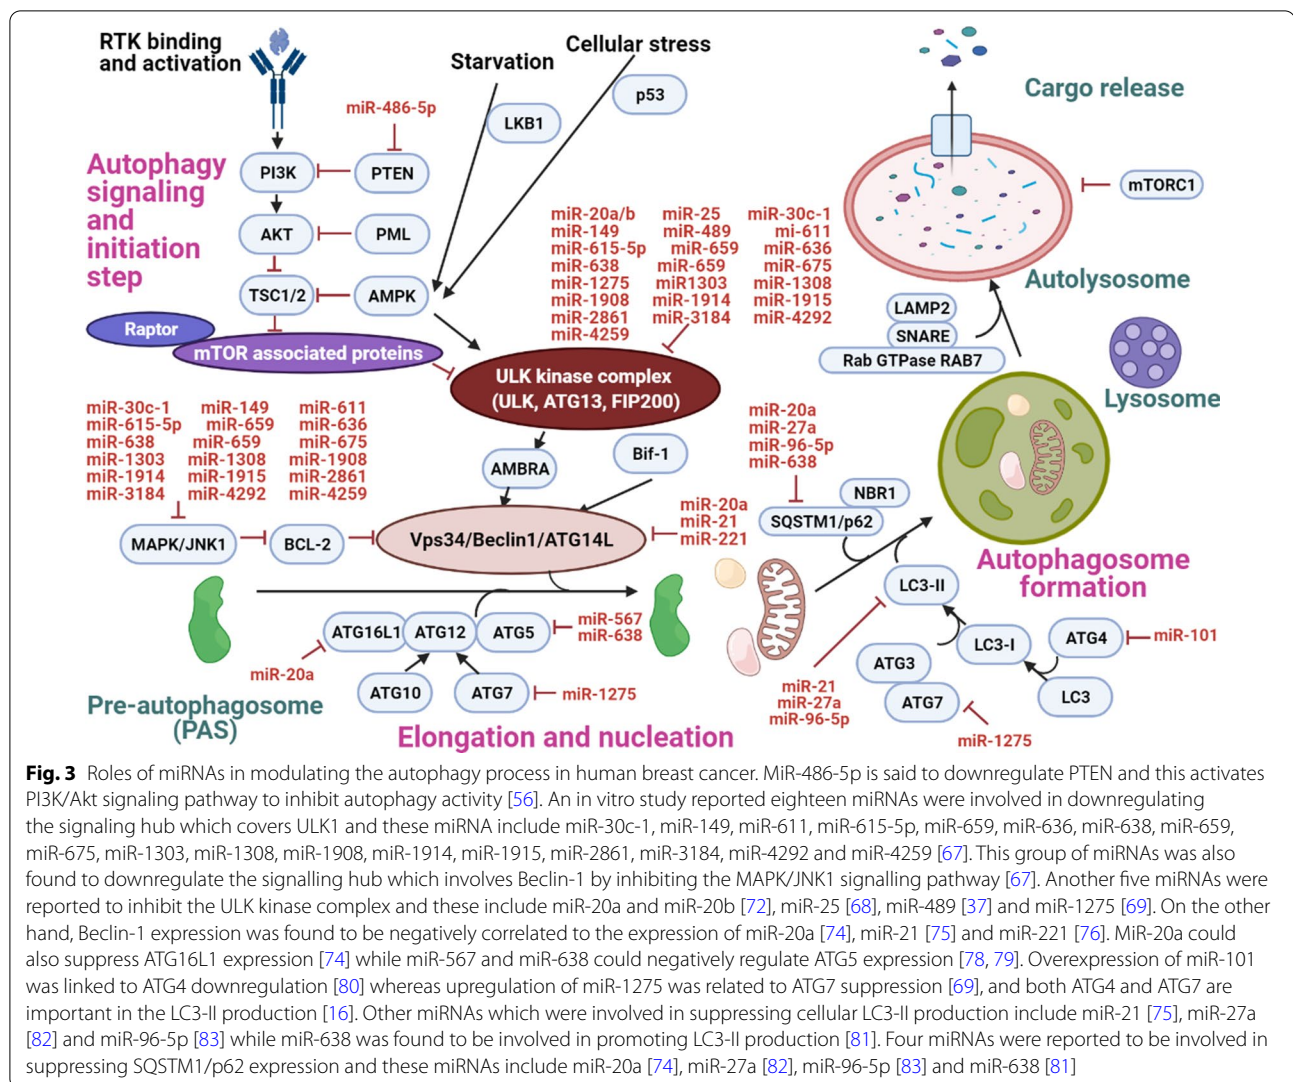 RTK binding
and activation
Starvation
Cellular stress
LKB1
p53
miR-486-5p
Autophagy
signaling
and
initiation
step
PI3K
PTEN
AKT
PML
TSC1/2
AMPK
Raptor
mTOR associated proteins
miR-20a/b miR-25 miR-30c-1
miR-149 miR-489 mi-611
miR-615-5p miR-659 miR-636
miR-638 miR-659 miR-675
miR-1275 miR1303 miR-1308
miR-1908 miR-1914 miR-1915
miR-2861 miR-3184 miR-4292
miR-4259
ULK kinase complex
(ULK, ATG13, FIP200)
Cargo release
mTORC1
Autolysosome
LAMP2
SNARE
Rab GTPase RAB7
Lysosome
miR-30c-1 miR-149 miR-611
miR-615-5p miR-659 miR-636
miR-638 miR-659 miR-675
miR-1303 miR-1308 miR-1908
miR-1914 miR-1915 miR-2861
miR-3184 miR-4292 miR-4259
MAPK/JNK1
BCL-2
AMBRA
Bif-1
Vps34/Beclin1/ATG14L
miR-20a
miR-21
miR-221
miR-20a
miR-27a
miR-96-5p
miR-638
NBR1
SQSTM1/p62
Autophagosome
formation
LC3-II
LC3-I
ATG4
miR-101
ATG3
ATG7
LC3
miR-1275
miR-21
miR-27a
miR-96-5p
ATG16L1
ATG12
ATG5
miR-567
miR-638
miR-20a
ATG10
ATG7
miR-1275
Pre-autophagosome
(PAS)
Elongation and nucleation
Fig. 3 Roles of miRNAs in modulating the autophagy process in human breast cancer. MiR-486-5p is said to downregulate PTEN and this activates
PI3K/Akt signaling pathway to inhibit autophagy activity [56]. An in vitro study reported eighteen miRNAs were involved in downregulating
the signaling hub which covers ULK1 and these miRNA include miR-30c-1, miR-149, miR-611, miR-615-5p, miR-659, miR-636, miR-638, miR-659,
miR-675, miR-1303, miR-1308, miR-1908, miR-1914, miR-1915, miR-2861, miR-3184, miR-4292 and miR-4259 [67]. This group of miRNAs was also
found to downregulate the signalling hub which involves Beclin-1 by inhibiting the MAPK/JNK1 signalling pathway [67]. Another five miRNAs were
reported to inhibit the ULK kinase complex and these include miR-20a and miR-20b [72], miR-25 [68], miR-489 [37] and miR-1275 [69]. On the other
hand, Beclin-1 expression was found to be negatively correlated to the expression of miR-20a [74], miR-21 [75] and miR-221 [76]. MiR-20a could
also suppress ATG16L1 expression [74] while miR-567 and miR-638 could negatively regulate ATG5 expression [78, 79]. Overexpression of miR-101
was linked to ATG4 downregulation [80] whereas upregulation of miR-1275 was related to ATG7 suppression [69], and both ATG4 and ATG7 are
important in the LC3-II production [16]. Other miRNAs which were involved in suppressing cellular LC3-II production include miR-21 [75], miR-27a
[82] and miR-96-5p [83] while miR-638 was found to be involved in promoting LC3-II production [81]. Four miRNAs were reported to be involved in
suppressing SQSTM1/p62 expression and these miRNAs include miR-20a [74], miR-27a [82], miR-96-5p [83] and miR-638 [81]